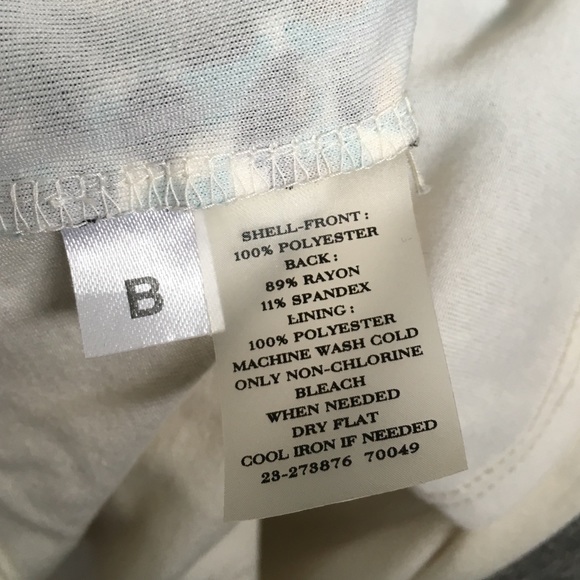 B
SHELL-FRONT:
100% POLYESTER
BACK:
89% RAYON
11% SPANDEX
LINING:
100% POLYESTER
MACHINE WASH COLD
ONLY NON-CHLORINE
BLEACH
WHEN NEEDED
DRY FLAT
COOL IRON IF NEEDED
23-273876 70049